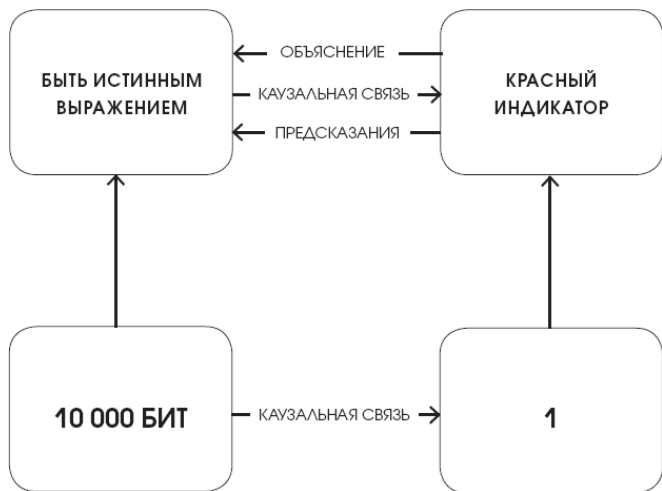 ОБЪЯСНЕНИЕ
БЫТЬ ИСТИННЫМ
ВЫРАЖЕНИЕМ
КАУЗАЛЬНАЯ СВЯЗЬ
КРАСНЫЙ
ИНДИКАТОР
ПРЕДСКАЗАНИЯ
10 000 БИТ
КАУЗАЛЬНАЯ СВЯЗЬ
1